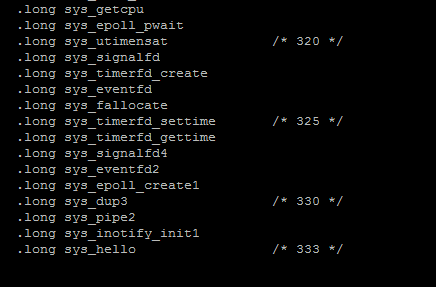 .long sys_getcpu
.long sys_epoll_pwait
.long sys_utimensat /* 320 */
.long sys_signalfd
.long sys_timerfd_create
.long sys_eventfd
.long sys_fallocate
.long sys_timerfd_settime /* 325 */
.long sys_timerfd_gettime
.long sys_signalfd4
.long sys_eventfd2
.long sys_epoll_create1
.long sys_dup3 /* 330 */
.long sys_pipe2
.long sys_inotify_init1
.long sys_hello /* 333 */